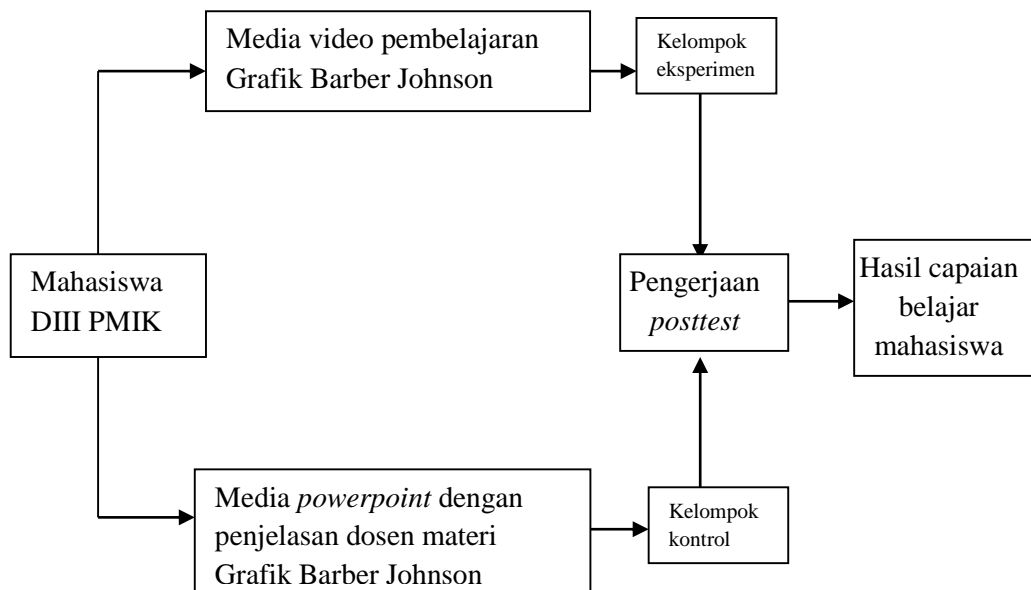 Media video pembelajaran
Grafik Barber Johnson
Kelompok
eksperimen
Mahasiswa
DIII PMIK
Pengerjaan
posttest
Hasil capaian
belajar
mahasiswa
Media powerpoint dengan
penjelasan dosen materi
Grafik Barber Johnson
Kelompok
kontrol